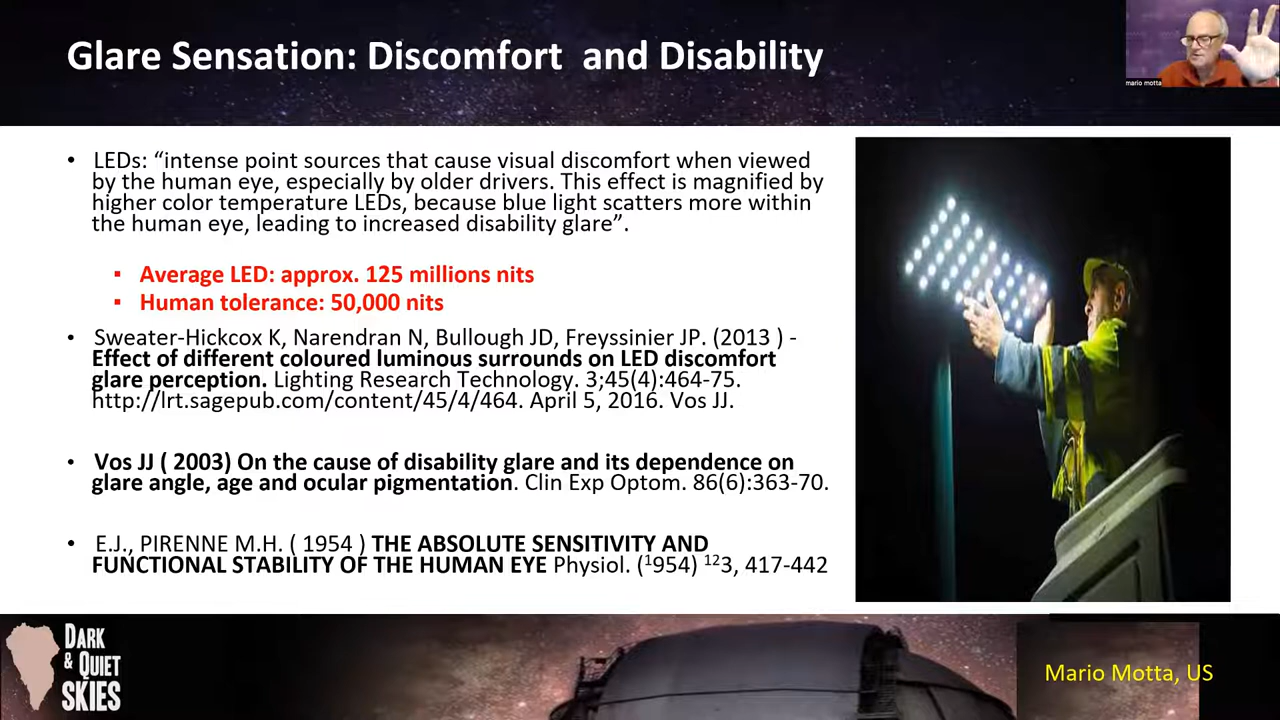 Glare Sensation: Discomfort and Disability
mario motta
• LEDs: “intense point sources that cause visual discomfort when viewed
by the human eye, especially by older drivers. This effect is magnified by
higher color temperature LEDs, because blue light scatters more within
the human eye, leading to increased disability glare”.
▪ Average LED: approx. 125 millions nits
▪ Human tolerance: 50,000 nits
• Sweater-Hickcox K, Narendran N, Bullough JD, Freyssinier JP. (2013 ) -
Effect of different coloured luminous surrounds on LED discomfort
glare perception. Lighting Research Technology. 3;45(4):464-75.
http://lrt.sagepub.com/content/45/4/464. April 5, 2016. Vos JJ.
• Vos JJ ( 2003) On the cause of disability glare and its dependence on
glare angle, age and ocular pigmentation. Clin Exp Optom. 86(6):363-70.
• E.J., PIRENNE M.H. ( 1954 ) THE ABSOLUTE SENSITIVITY AND
FUNCTIONAL STABILITY OF THE HUMAN EYE Physiol. (¹954) ¹²3, 417-442
DARK
& QUIET
SKIES
Mario Motta, US